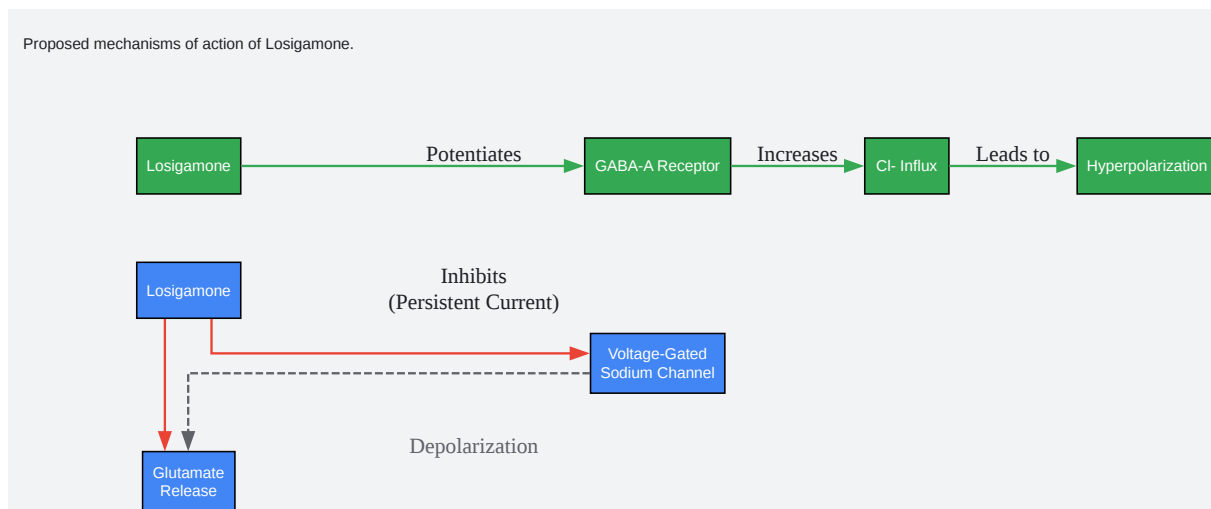 Proposed mechanisms of action of Losigamone.
Losigamone
Potentiates
GABA-A Receptor
Increases
Cl- Influx
Leads to
Hyperpolarization
Losigamone
Inhibits
(Persistent Current)
Voltage-Gated
Sodium Channel
Depolarization
Glutamate
Release